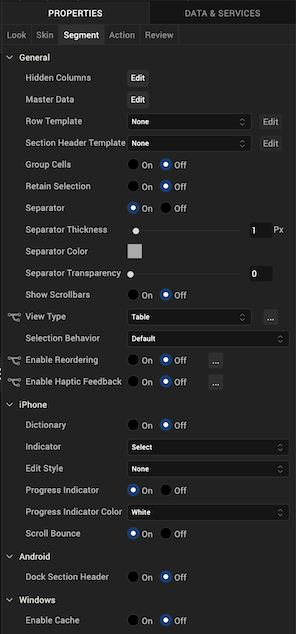 PROPERTIES DATA & SERVICES
Look Skin Segment Action Review
General
Hidden Columns Edit
Master Data Edit
Row Template None Edit
Section Header Template None Edit
Group Cells On Off
Retain Selection On Off
Separator On Off
Separator Thickness 1 Px
Separator Color
Separator Transparency 0
Show Scrollbars On Off
View Type Table ...
Selection Behavior Default
Enable Reordering On Off ...
Enable Haptic Feedback On Off ...
iPhone
Dictionary On Off
Indicator Select
Edit Style None
Progress Indicator On Off
Progress Indicator Color White
Scroll Bounce On Off
Android
Dock Section Header On Off
Windows
Enable Cache On Off